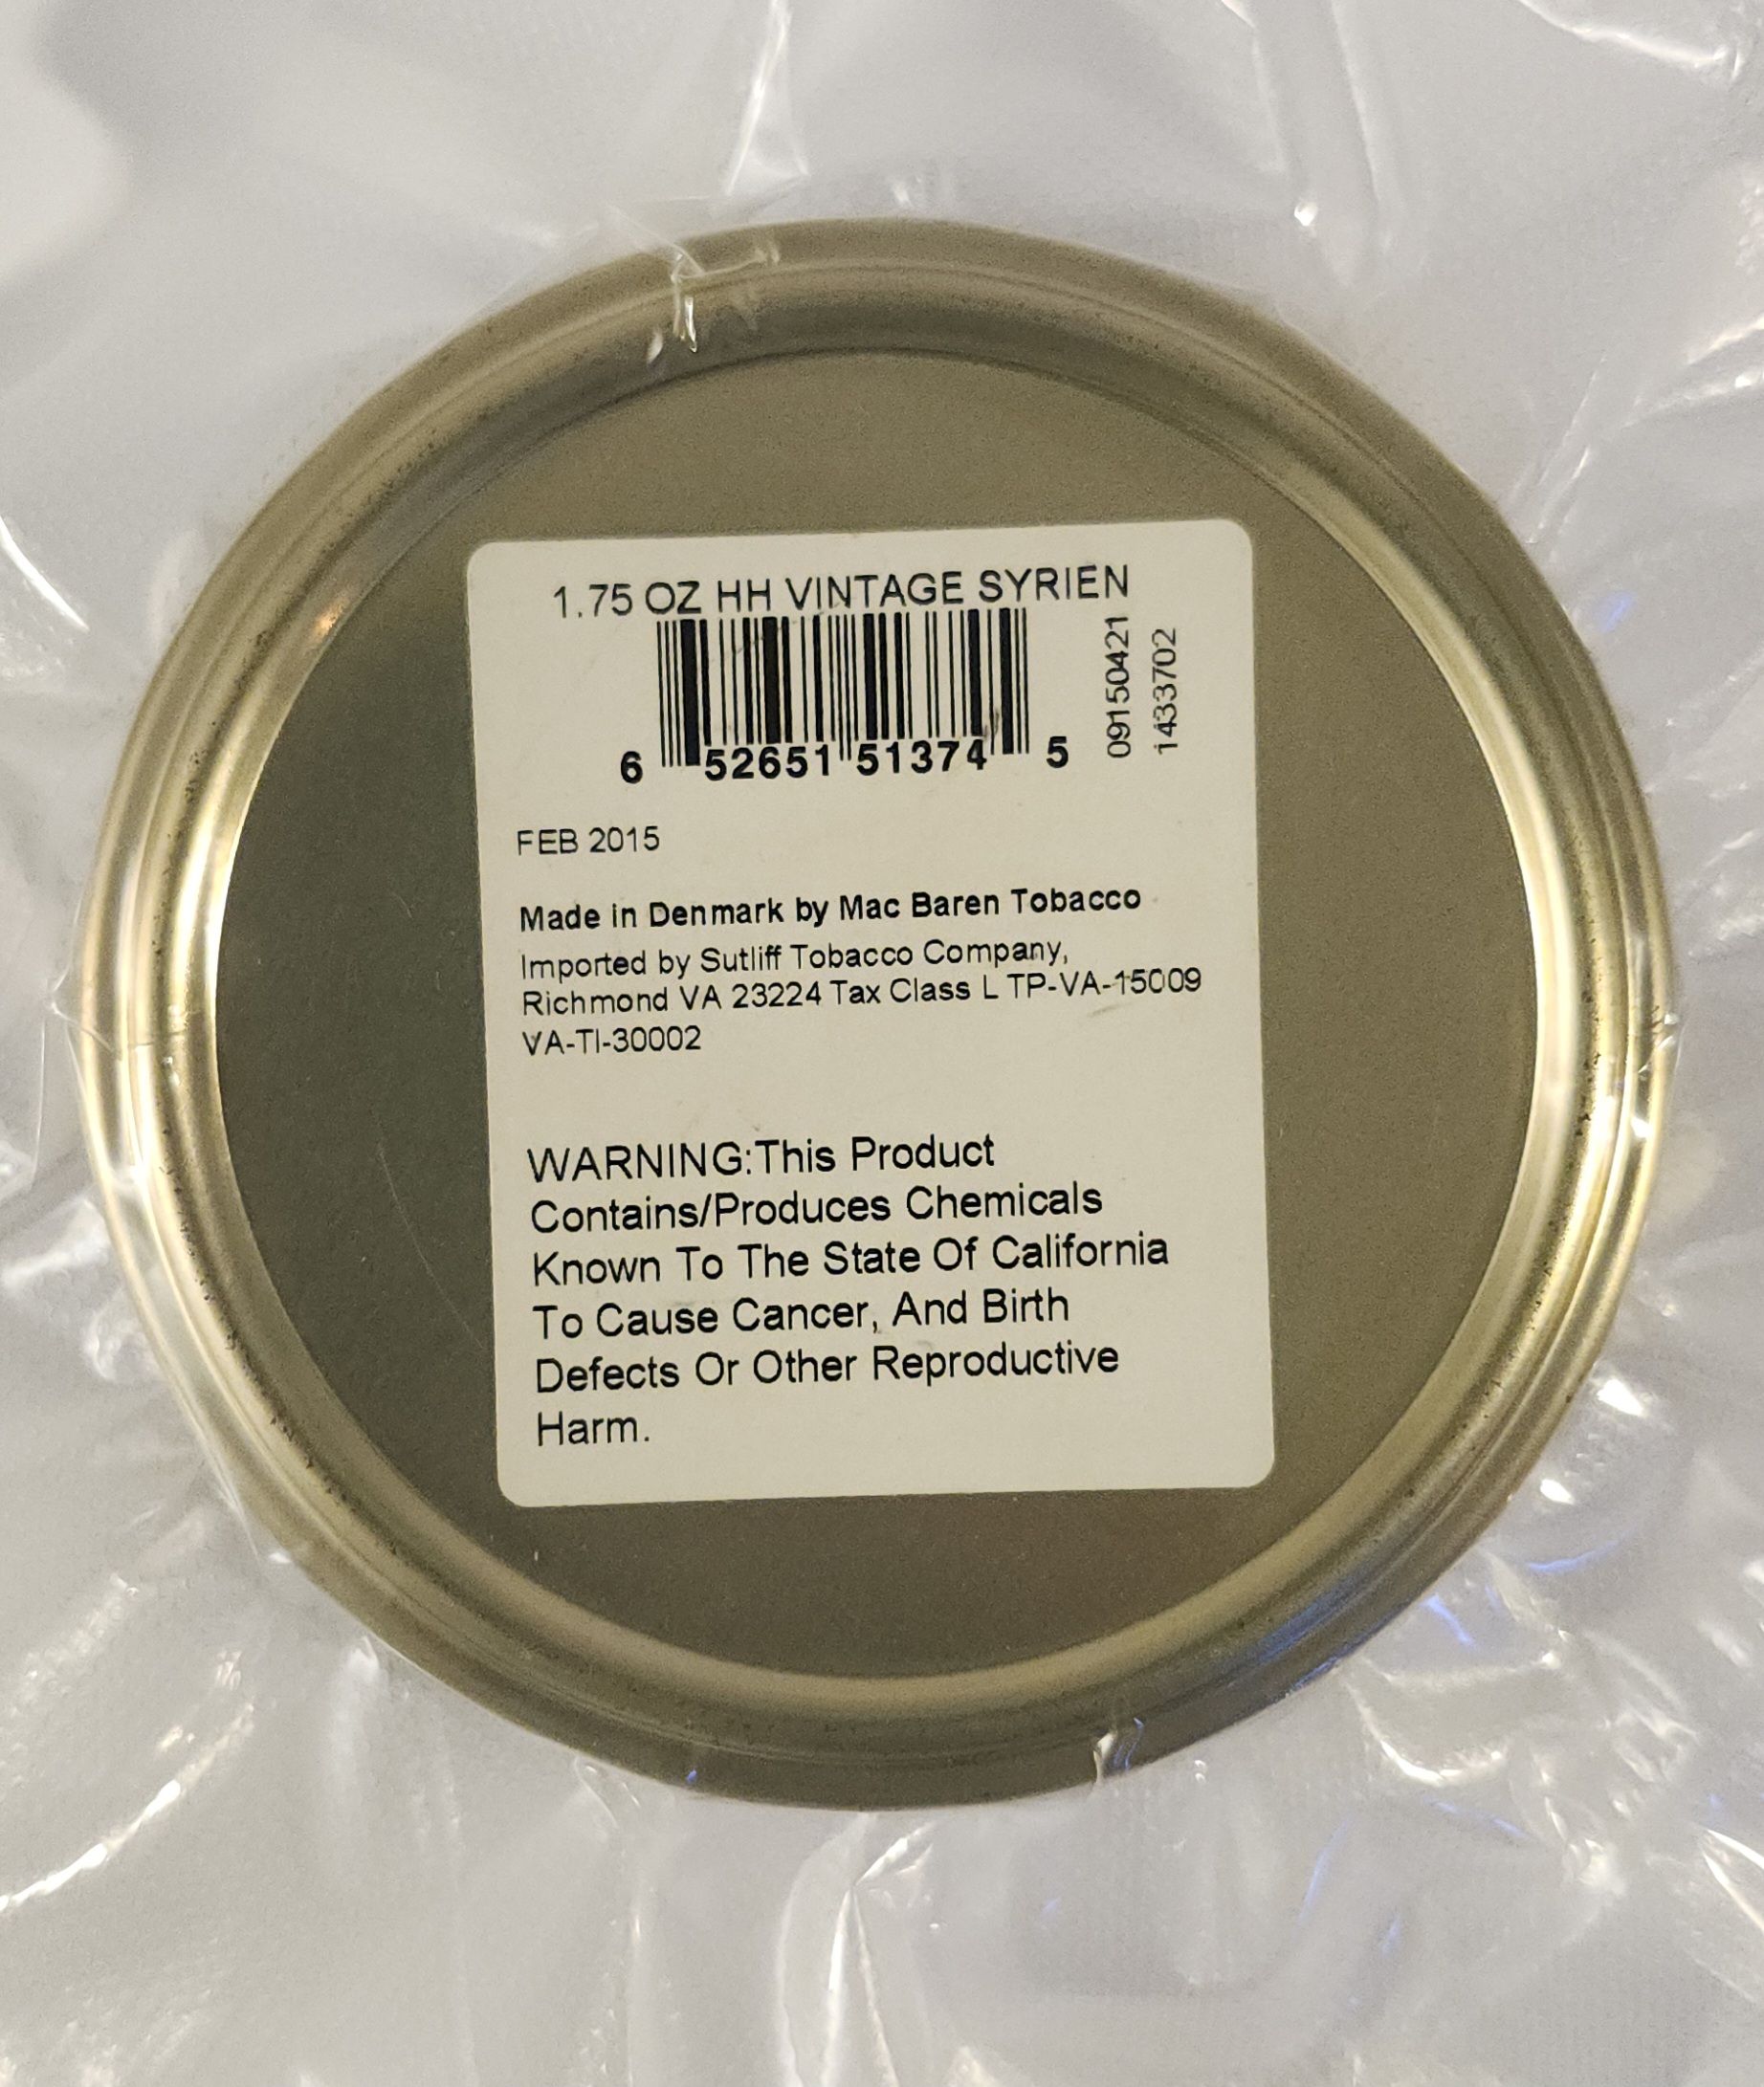 1.75 OZ HH VINTAGE SYRIEN
6 52651 51374 5
09150421
1433702
FEB 2015
Made in Denmark by Mac Baren Tobacco
Imported by Sutliff Tobacco Company,
Richmond VA 23224 Tax Class L TP-VA-15009
VA-TI-30002
WARNING:This Product
Contains/Produces Chemicals
Known To The State Of California
To Cause Cancer, And Birth
Defects Or Other Reproductive
Harm.